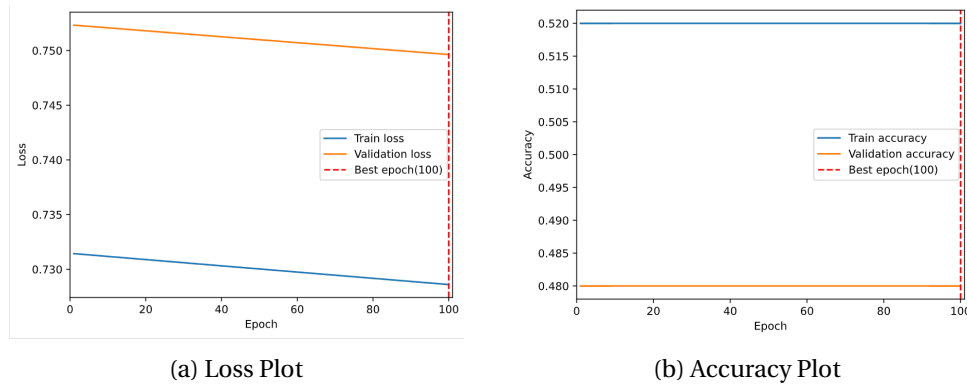 0.750
0.745
0.740
0.735
0.730
Loss
0 20 40 60 80 100
Epoch
Train loss
Validation loss
Best epoch(100)
(a) Loss Plot
0.520
0.515
0.510
0.505
0.500
0.495
0.490
0.485
0.480
Accuracy
0 20 40 60 80 100
Epoch
Train accuracy
Validation accuracy
Best epoch(100)
(b) Accuracy Plot